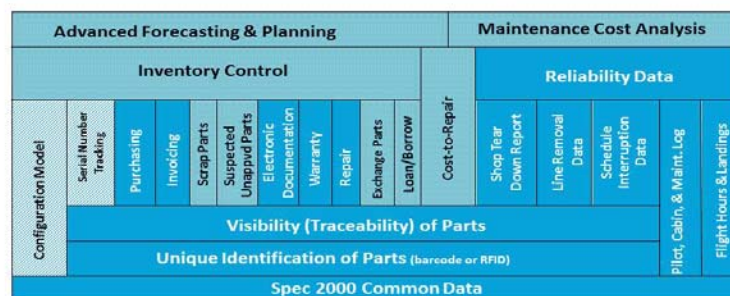 Advanced Forecasting & Planning
Maintenance Cost Analysis
Inventory Control
Reliability Data
Configuration Model
Serial Number
Tracking
Purchasing
Invoicing
Scrap Parts
Suspected
Unappvd Parts
Electronic
Documentation
Warranty
Repair
Exchange Parts
Loan/Borrow
Cost-to-Repair
Shop Tear
Down Report
Line Removal
Data
Schedule
Interruption
Data
Pilot, Cabin, & Maint. Log
Flight Hours & Landings
Visibility (Traceability) of Parts
Unique Identification of Parts (barcode or RFID)
Spec 2000 Common Data